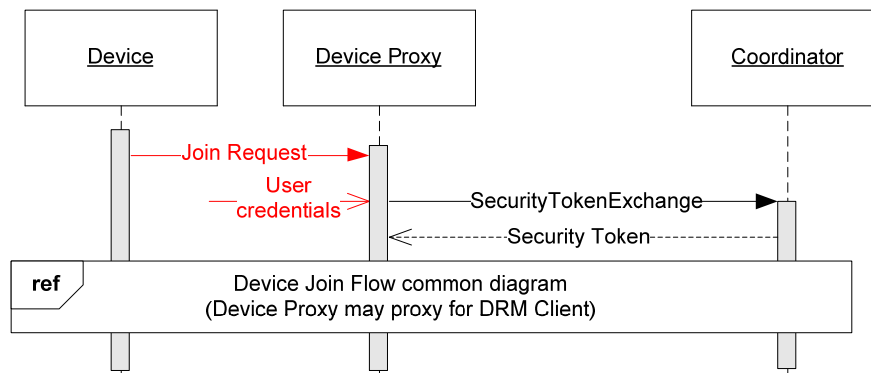 Device
Device Proxy
Coordinator
Join Request
User
credentials
SecurityTokenExchange
Security Token
ref
Device Join Flow common diagram
(Device Proxy may proxy for DRM Client)